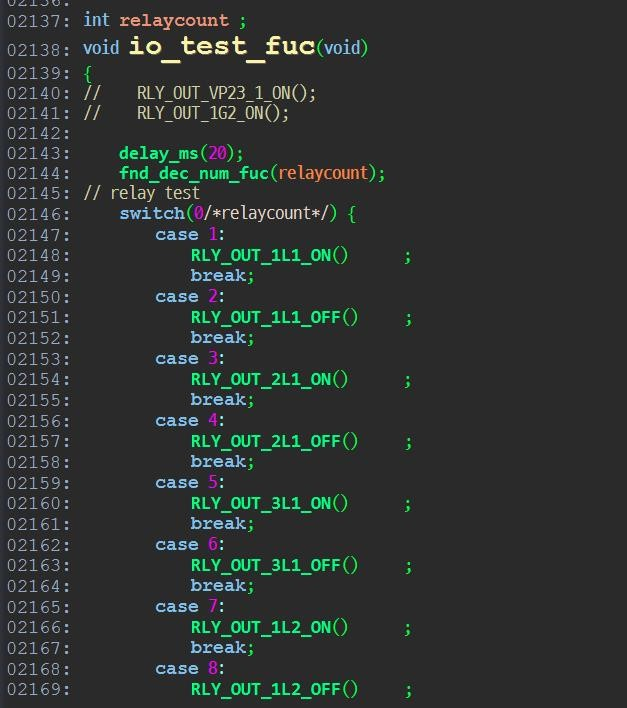 02136:
02137: int relaycount ;
02138: void io_test_fuc(void)
02139: {
02140: //    RLY_OUT_VP23_1_ON();
02141: //    RLY_OUT_1G2_ON();
02142:
02143:     delay_ms(20);
02144:     fnd_dec_num_fuc(relaycount);
02145: // relay test
02146:     switch(0/*relaycount*/) {
02147:         case 1:
02148:             RLY_OUT_1L1_ON()      ;
02149:             break;
02150:         case 2:
02151:             RLY_OUT_1L1_OFF()     ;
02152:             break;
02153:         case 3:
02154:             RLY_OUT_2L1_ON()      ;
02155:             break;
02156:         case 4:
02157:             RLY_OUT_2L1_OFF()     ;
02158:             break;
02159:         case 5:
02160:             RLY_OUT_3L1_ON()      ;
02161:             break;
02162:         case 6:
02163:             RLY_OUT_3L1_OFF()     ;
02164:             break;
02165:         case 7:
02166:             RLY_OUT_1L2_ON()      ;
02167:             break;
02168:         case 8:
02169:             RLY_OUT_1L2_OFF()     ;